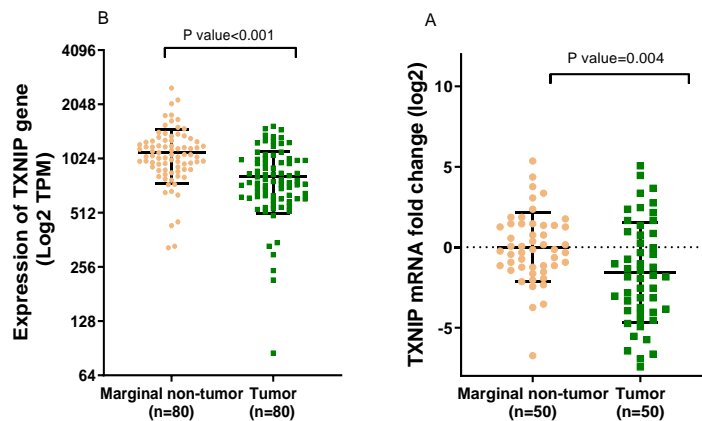 B
P value<0.001
Expression of TXNIP gene
(Log2 TPM)
4096
2048
1024
512
256
128
64
Marginal non-tumor
(n=80)
Tumor
(n=80)
A
P value=0.004
TXNIP mRNA fold change (log2)
10
5
0
-5
Marginal non-tumor
(n=50)
Tumor
(n=50)